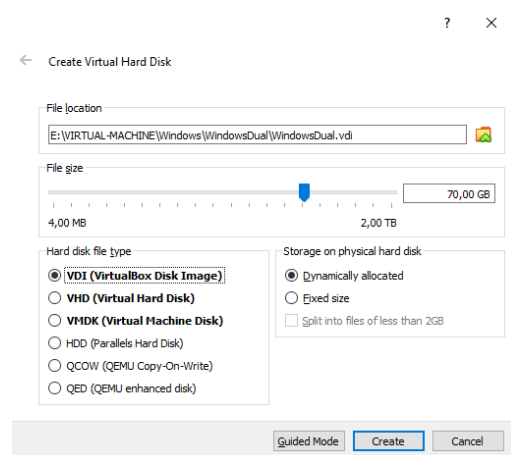 ?
Create Virtual Hard Disk
File location
E:\VIRTUAL-MACHINE\Windows\WindowsDual\WindowsDual.vdi
File size
70,00 GB
4,00 MB 2,00 TB
Hard disk file type
VDI (VirtualBox Disk Image)
VHD (Virtual Hard Disk)
VMDK (Virtual Machine Disk)
HDD (Parallels Hard Disk)
QCOW (QEMU Copy-On-Write)
QED (QEMU enhanced disk)
Storage on physical hard disk
Dynamically allocated
Fixed size
Split into files of less than 2GB
Guided Mode Create Cancel